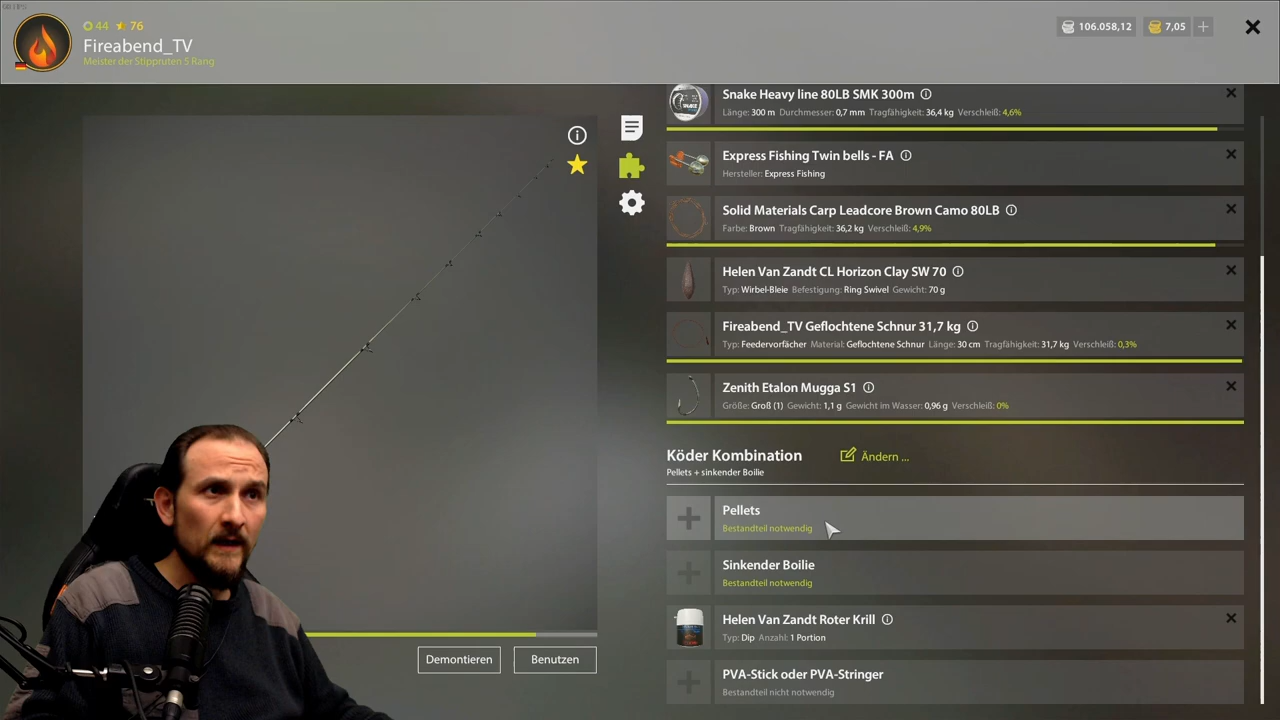 44 76
Fireabend_TV
Meister der Stippruten 5 Rang
106.058,12
7,05
Snake Heavy line 80LB SMK 300m
Länge: 300 m Durchmesser: 0,7 mm Tragfähigkeit: 36,4 kg Verschleiß: 4,6%
Express Fishing Twin bells - FA
Hersteller: Express Fishing
Solid Materials Carp Leadcore Brown Camo 80LB
Farbe: Brown Tragfähigkeit: 36,2 kg Verschleiß: 4,9%
Helen Van Zandt CL Horizon Clay SW 70
Typ: Wirbel-Bleie Befestigung: Ring Swivel Gewicht: 70 g
Fireabend_TV Geflochtene Schnur 31,7 kg
Typ: Feedervorfächer Material: Geflochtene Schnur Länge: 30 cm Tragfähigkeit: 31,7 kg Verschleiß: 0,3%
Zenith Etalon Mugga S1
Größe: Groß (1) Gewicht: 1,1 g Gewicht im Wasser: 0,96 g Verschleiß: 0%
Köder Kombination
Ändern ...
Pellets + sinkender Boilie
Pellets
Bestandteil notwendig
Sinkender Boilie
Bestandteil notwendig
Helen Van Zandt Roter Krill
Typ: Dip Anzahl: 1 Portion
PVA-Stick oder PVA-Stringer
Bestandteil nicht notwendig
Demontieren
Benutzen